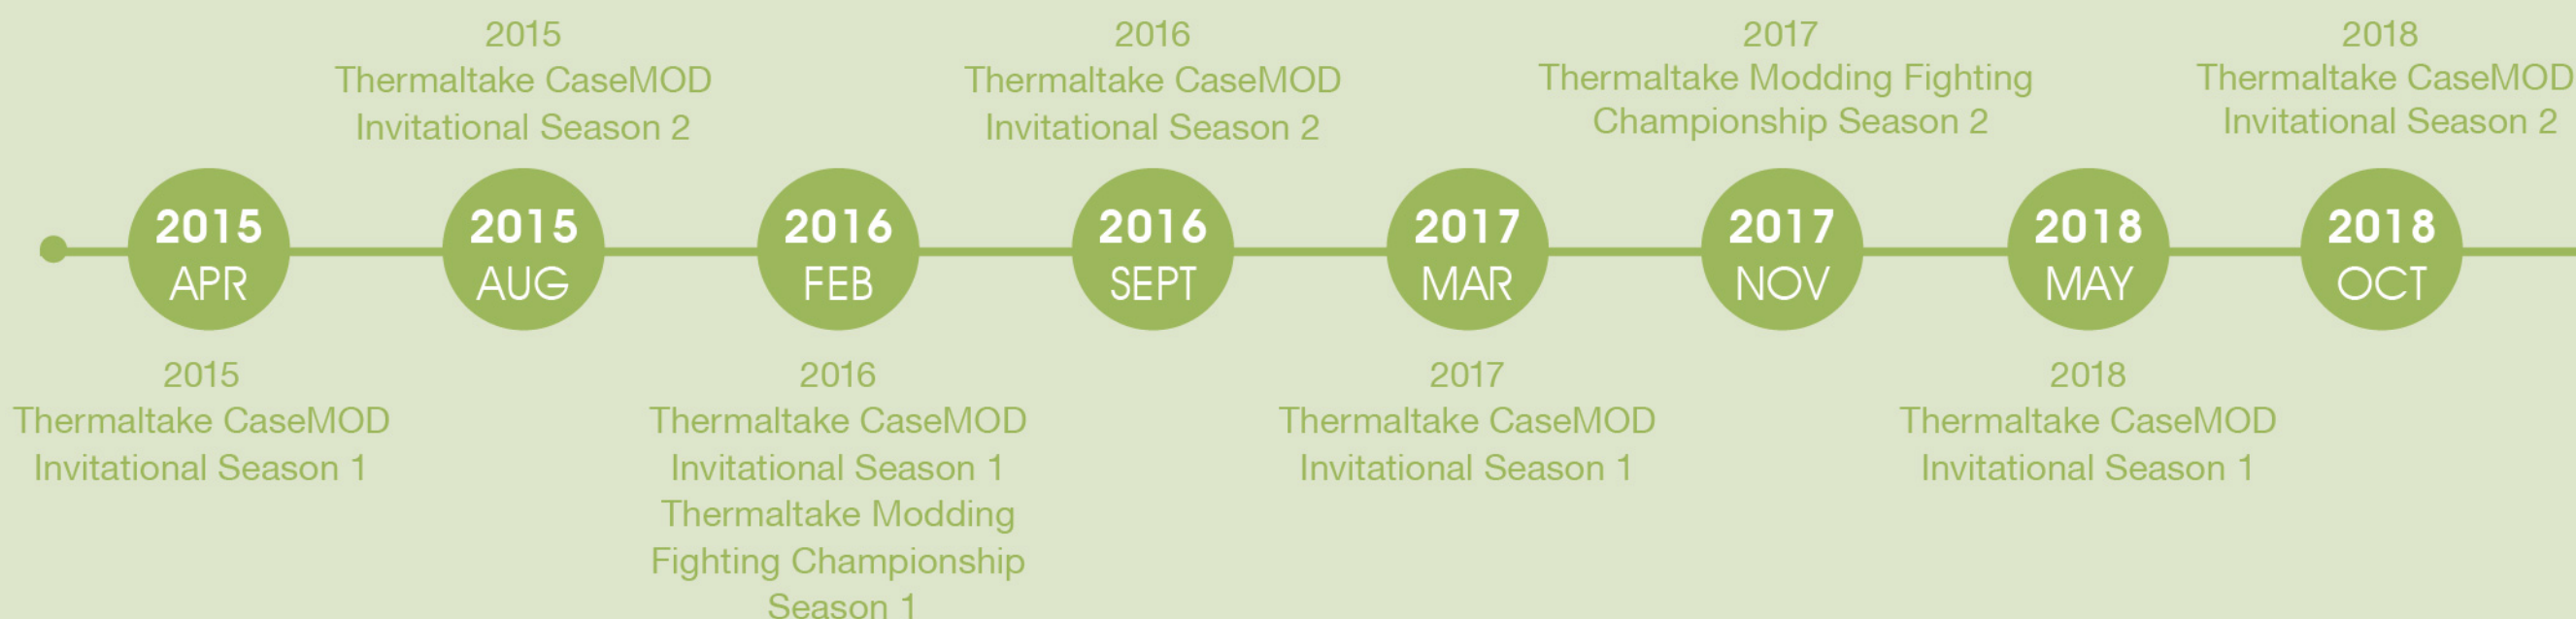 2015
Thermaltake CaseMOD
Invitational Season 2
2016
Thermaltake CaseMOD
Invitational Season 2
2017
Thermaltake Modding Fighting
Championship Season 2
2018
Thermaltake CaseMOD
Invitational Season 2
2015
APR
2015
AUG
2016
FEB
2016
SEPT
2017
MAR
2017
NOV
2018
MAY
2018
OCT
2015
Thermaltake CaseMOD
Invitational Season 1
2016
Thermaltake CaseMOD
Invitational Season 1
Thermaltake Modding
Fighting Championship
Season 1
2017
Thermaltake CaseMOD
Invitational Season 1
2018
Thermaltake CaseMOD
Invitational Season 1